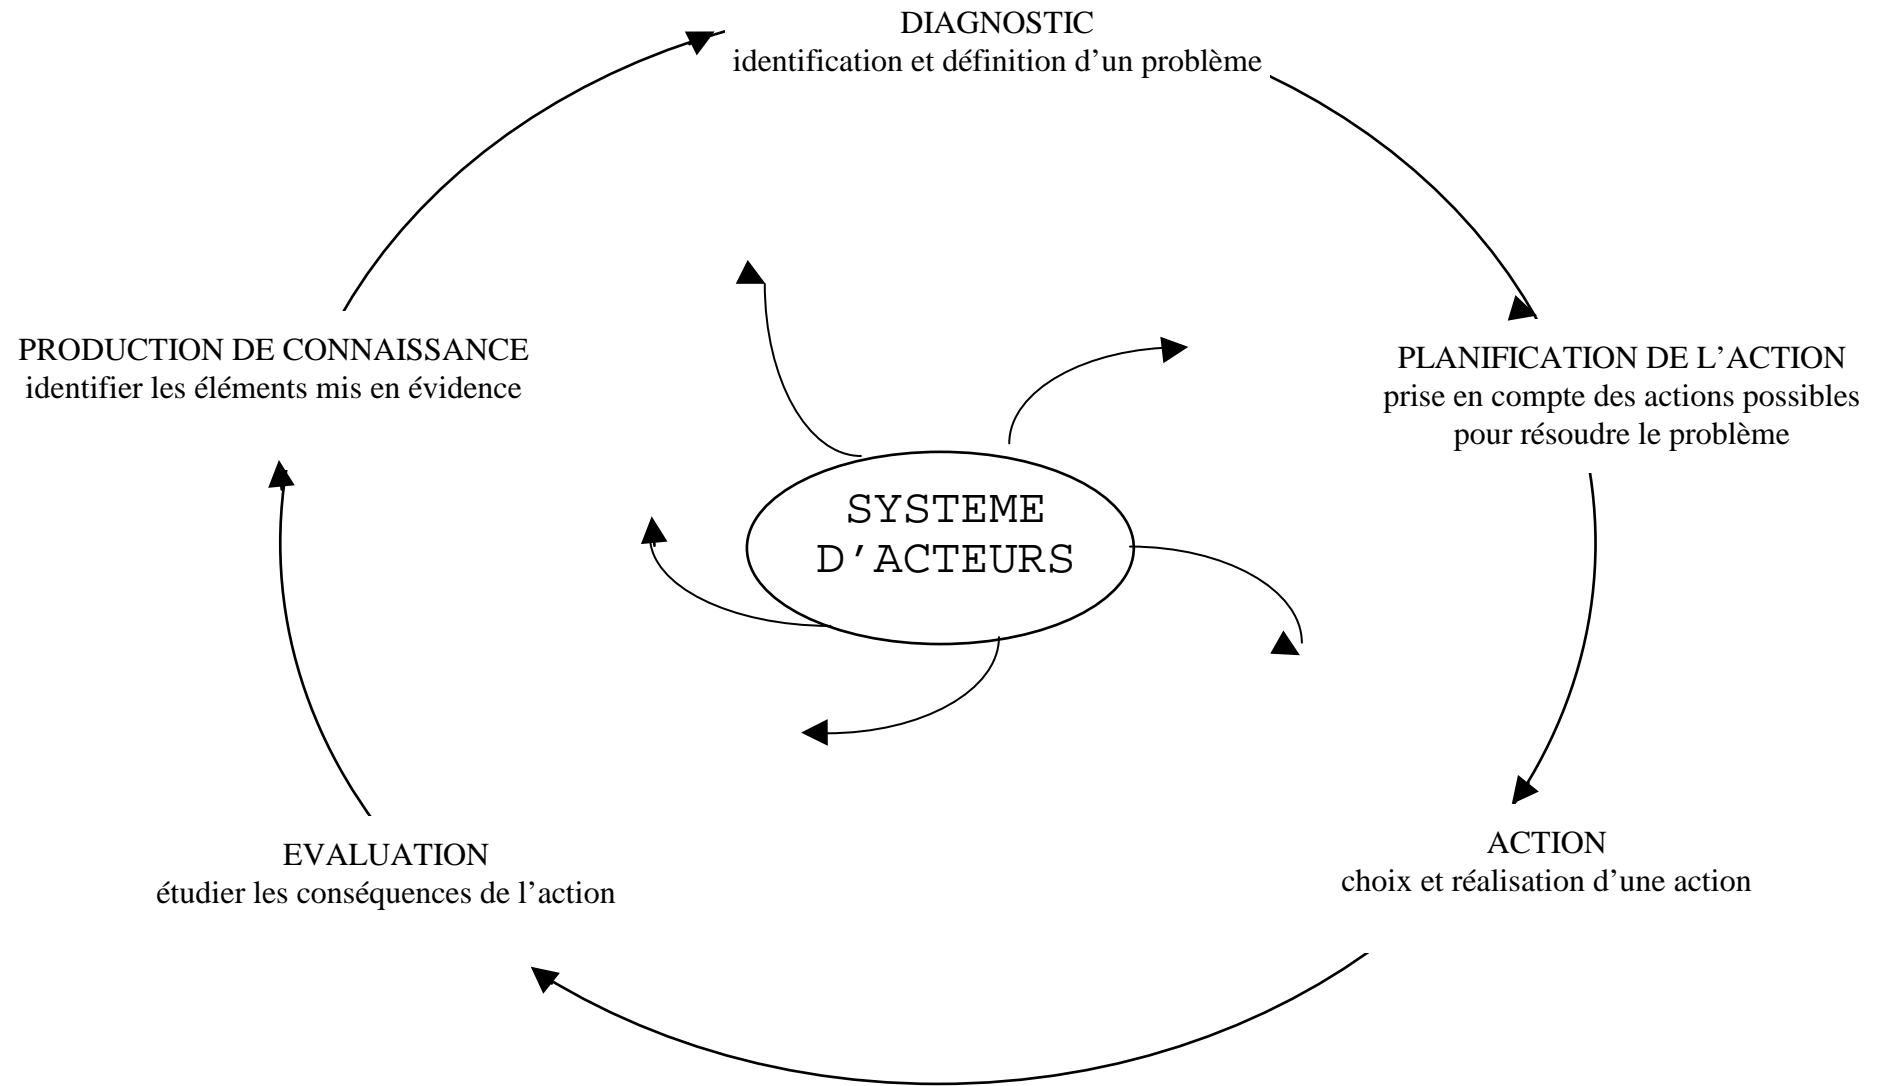 DIAGNOSTIC
identification et définition d’un problème
PLANIFICATION DE L’ACTION
prise en compte des actions possibles
pour résoudre le problème
ACTION
choix et réalisation d’une action
EVALUATION
étudier les conséquences de l’action
PRODUCTION DE CONNAISSANCE
identifier les éléments mis en évidence
SYSTEME
D’ACTEURS